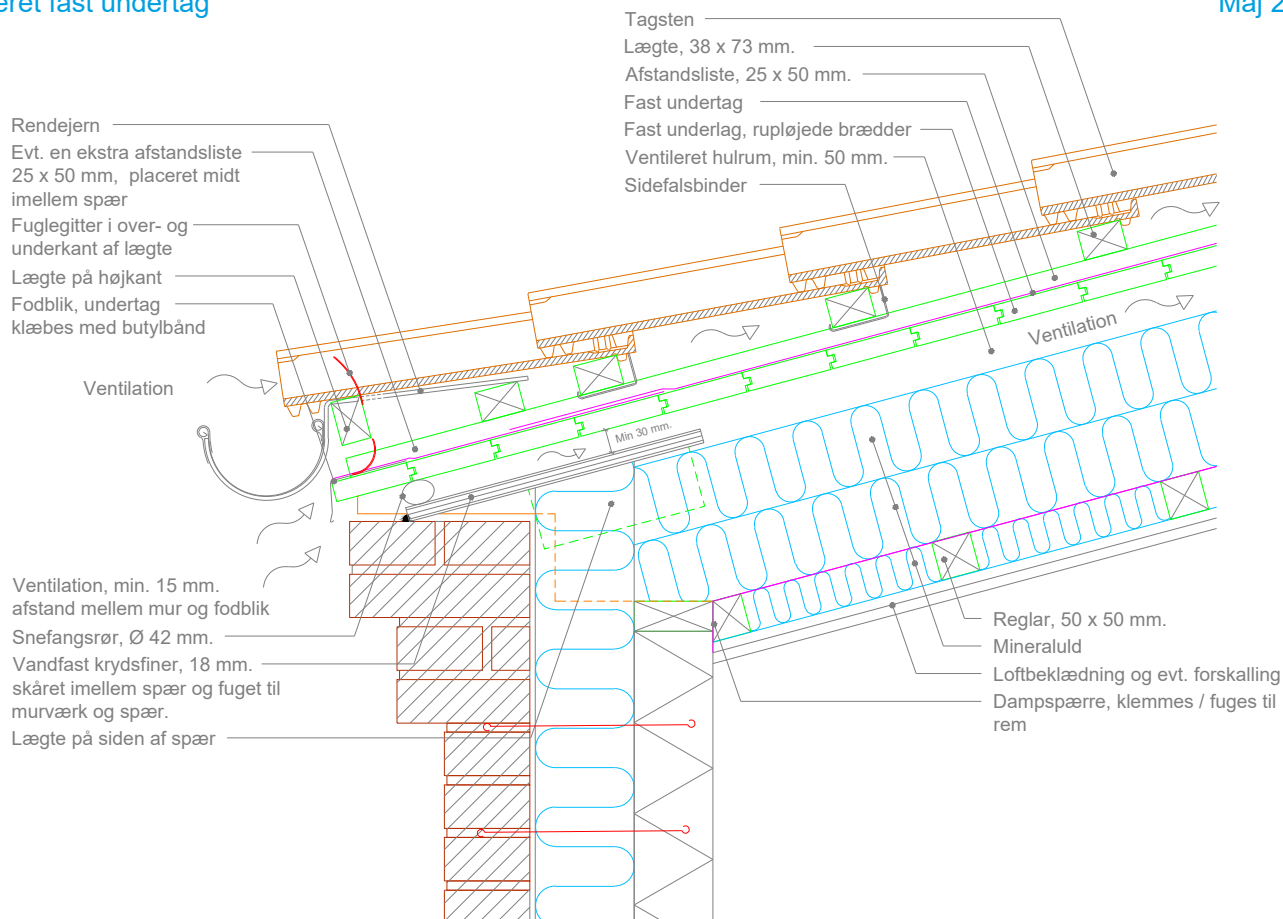 eret fast undertag
Maj 2
Tagsten
Lægte, 38 x 73 mm.
Afstandsliste, 25 x 50 mm.
Fast undertag
Fast underlag, rupløjede brædder
Ventileret hulrum, min. 50 mm.
Sidefalsbinder
Rendejern
Evt. en ekstra afstandsliste
25 x 50 mm, placeret midt
imellem spær
Fuglegitter i over- og
underkant af lægte
Lægte på højkant
Fodblik, undertag
klæbes med butylbånd
Ventilation
Ventilation
Min 30 mm.
Ventilation, min. 15 mm.
afstand mellem mur og fodblik
Snefangsrør, Ø 42 mm.
Vandfast krydsfiner, 18 mm.
skåret imellem spær og fuget til
murværk og spær.
Lægte på siden af spær
Reglar, 50 x 50 mm.
Mineraluld
Loftbeklædning og evt. forskalling
Dampspærre, klemmes / fuges til
rem